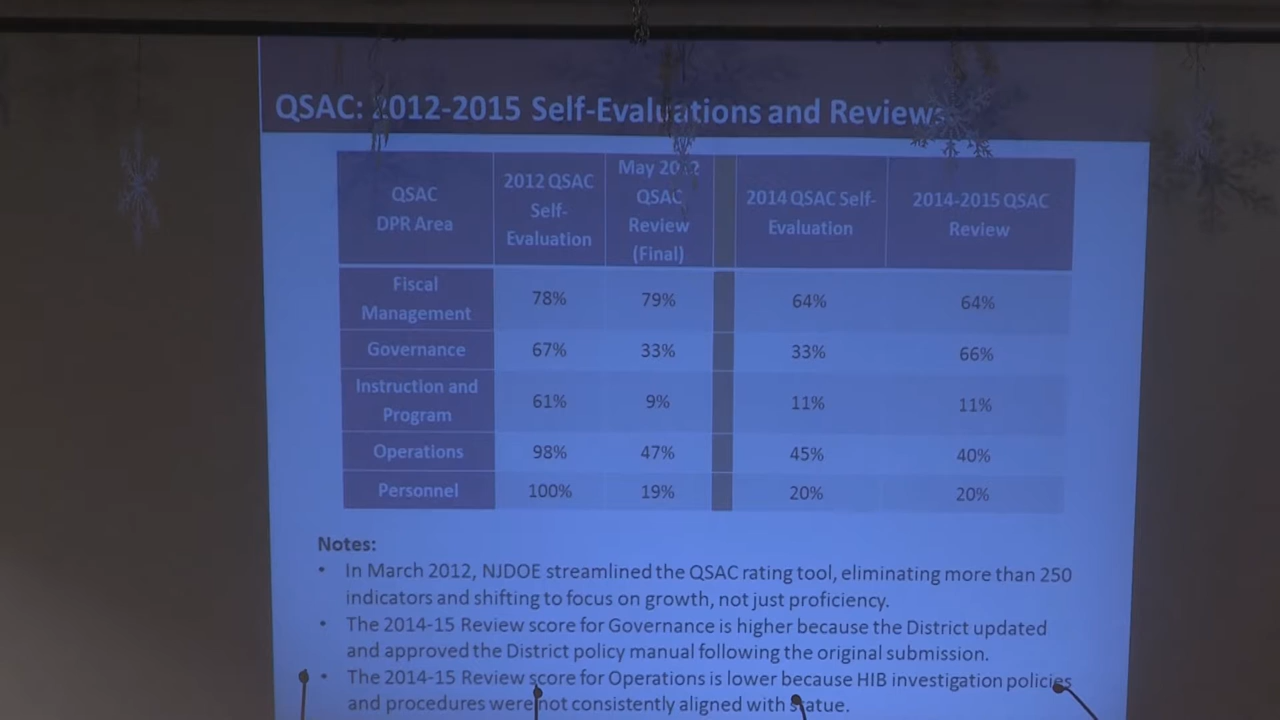 QSAC: 2012-2015 Self-Evaluations and Reviews
QSAC
DPR Area
2012 QSAC
Self-
Evaluation
May 2012
QSAC
Review
(Final)
2014 QSAC Self-
Evaluation
2014-2015 QSAC
Review
Fiscal
Management
78% 79% 64% 64%
Governance 67% 33% 33% 66%
Instruction and
Program
61% 9% 11% 11%
Operations 98% 47% 45% 40%
Personnel 100% 19% 20% 20%
Notes:
• In March 2012, NJDOE streamlined the QSAC rating tool, eliminating more than 250
indicators and shifting to focus on growth, not just proficiency.
• The 2014-15 Review score for Governance is higher because the District updated
and approved the District policy manual following the original submission.
• The 2014-15 Review score for Operations is lower because HIB investigation policies
and procedures were not consistently aligned with statue.